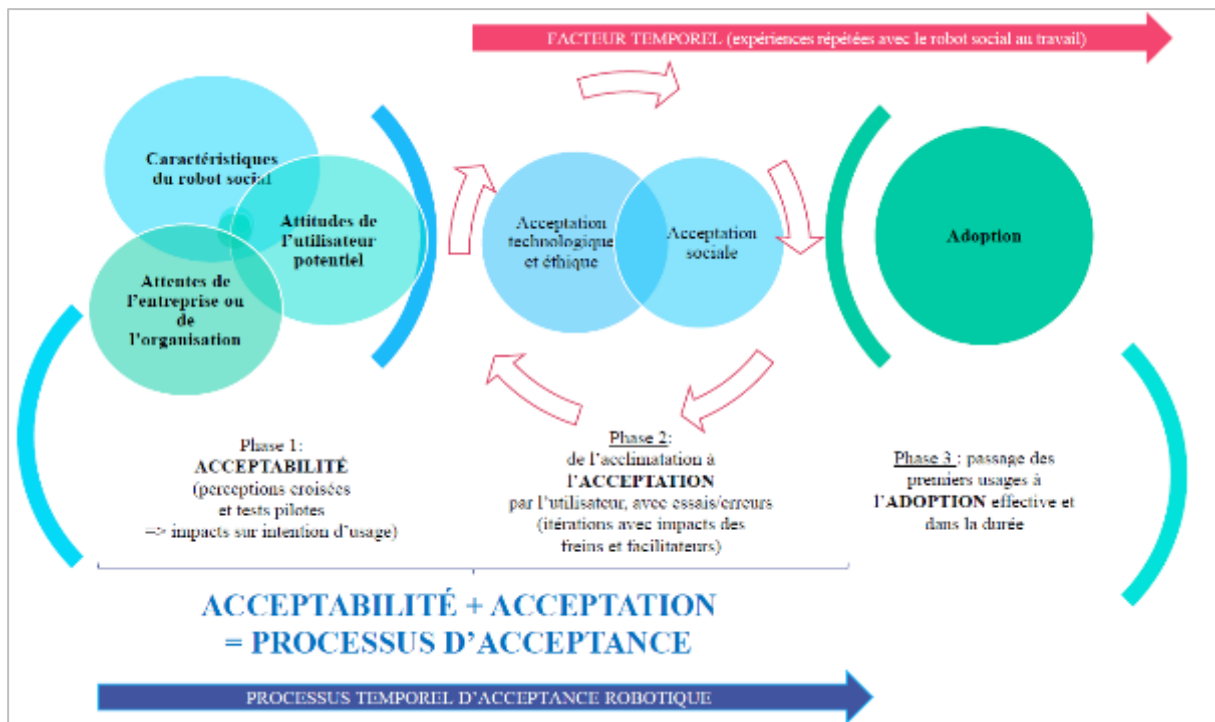 FACTEUR TEMPOREL (expériences répétées avec le robot social au travail)
Caractéristiques
du robot social
Attitudes de
l’utilisateur
potentiel
Attentes de
l’entreprise ou
de
l’organisation
Acceptation
technologique
et éthique
Acceptation
sociale
Adoption
Phase 1:
ACCEPTABILITÉ
(perceptions croisées
et tests pilotes
=> impacts sur intention d’usage)
Phase 2:
de l’acclimatation à
l’ACCEPTATION
par l’utilisateur, avec essais/erreurs
(itérations avec impacts des
freins et facilitateurs)
Phase 3 : passage des
premiers usages à
l’ADOPTION effective et
dans la durée
ACCEPTABILITÉ + ACCEPTATION
= PROCESSUS D’ACCEPTANCE
PROCESSUS TEMPOREL D’ACCEPTANCE ROBOTIQUE